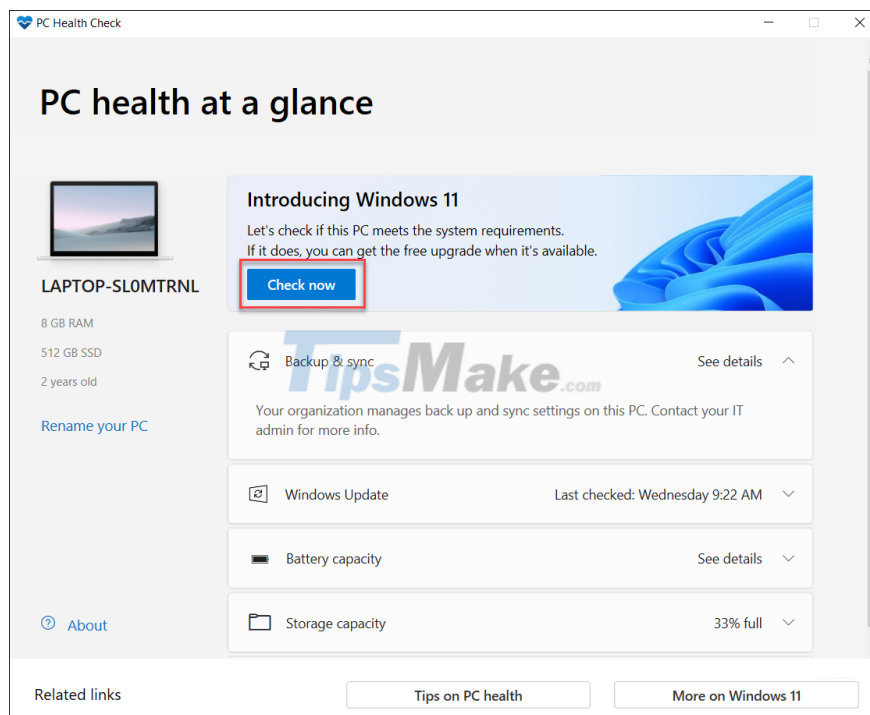 PC Health Check
PC health at a glance
LAPTOP-SL0MTRNL
8 GB RAM
512 GB SSD
2 years old
Rename your PC
About
Introducing Windows 11
Let's check if this PC meets the system requirements.
If it does, you can get the free upgrade when it's available.
Check now
Backup & sync See details
TipsMake.com
Your organization manages back up and sync settings on this PC. Contact your IT
admin for more info.
Windows Update Last checked: Wednesday 9:22 AM
Battery capacity See details
Storage capacity 33% full
Related links Tips on PC health More on Windows 11